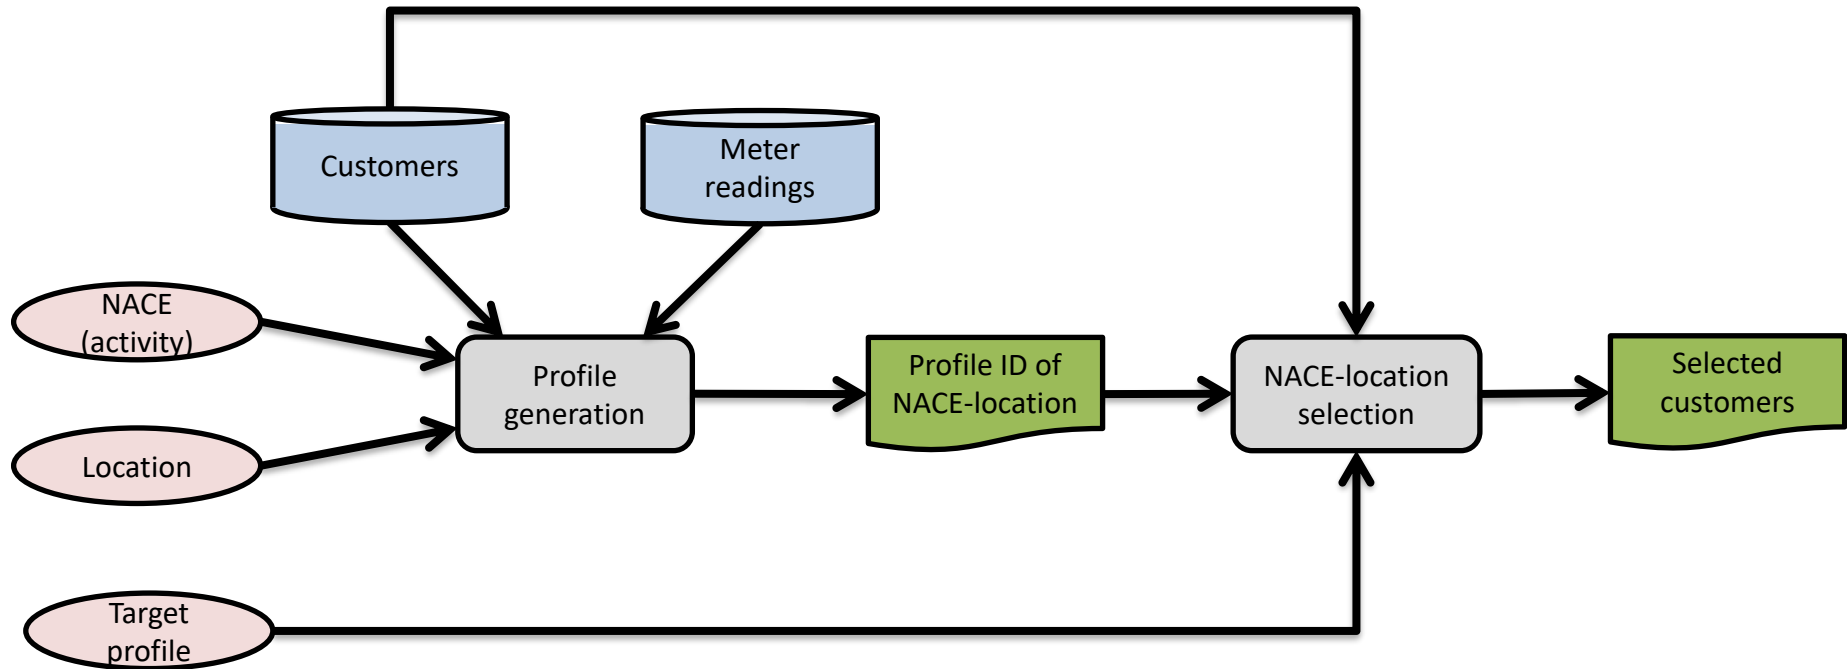 Customers
Meter
readings
NACE
(activity)
Location
Target
profile
Profile
generation
Profile ID of
NACE-location
NACE-location
selection
Selected
customers